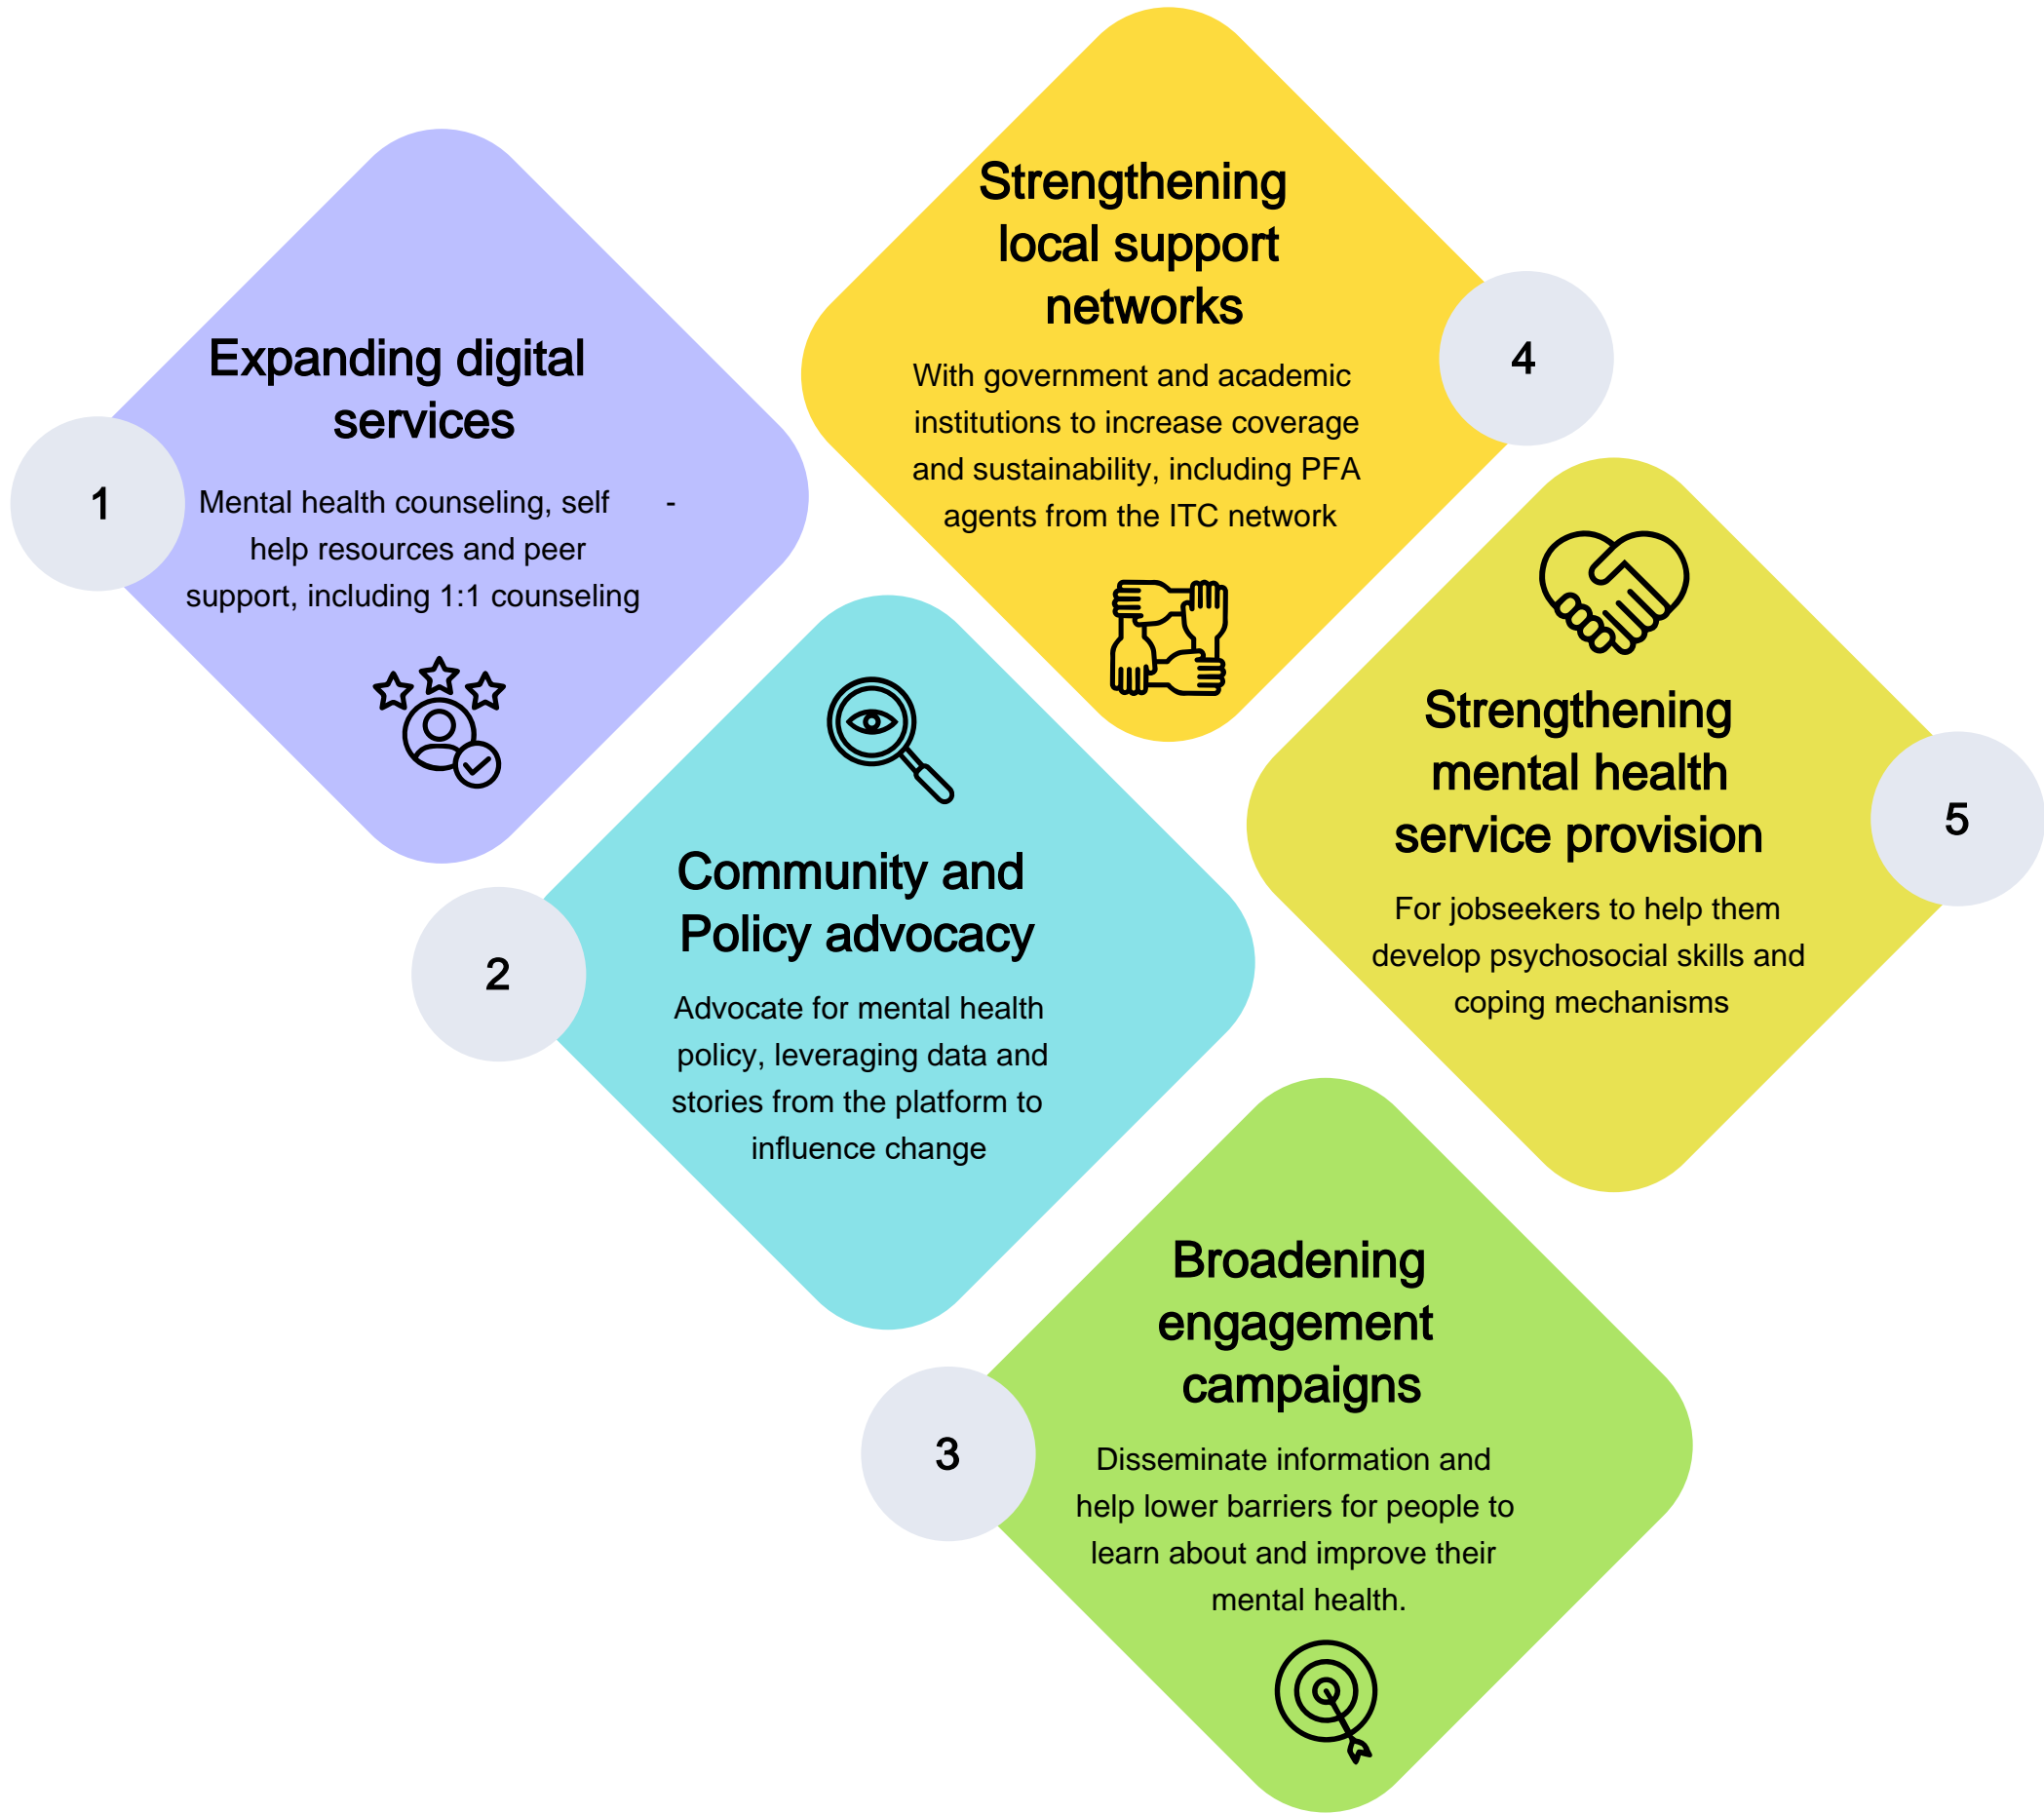 1
Expanding digital
services
Mental health counseling, self -
help resources and peer
support, including 1:1 counseling
2
Community and
Policy advocacy
Advocate for mental health
policy, leveraging data and
stories from the platform to
influence change
3
Broadening
engagement
campaigns
Disseminate information and
help lower barriers for people to
learn about and improve their
mental health.
4
Strengthening
local support
networks
With government and academic
institutions to increase coverage
and sustainability, including PFA
agents from the ITC network
5
Strengthening
mental health
service provision
For jobseekers to help them
develop psychosocial skills and
coping mechanisms